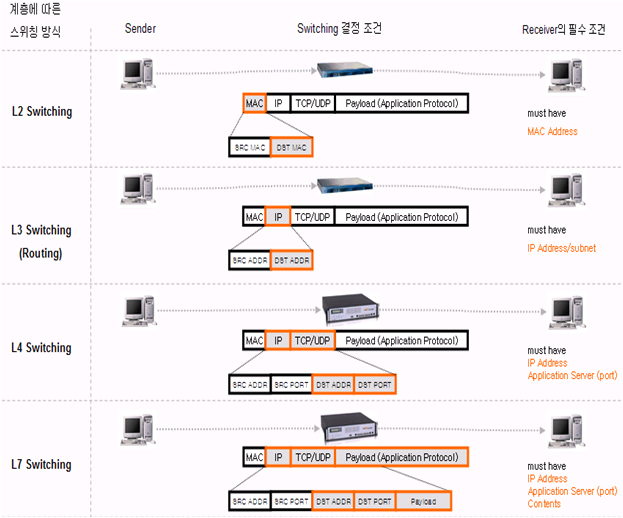 계층에 따른
스위칭 방식
Sender
Switching 결정 조건
Receiver의 필수 조건
L2 Switching
MAC IP TCP/UDP Payload (Application Protocol)
SRC MAC DST MAC
must have
MAC Address
L3 Switching
(Routing)
MAC IP TCP/UDP Payload (Application Protocol)
SRC ADDR DST ADDR
must have
IP Address/subnet
L4 Switching
MAC IP TCP/UDP Payload (Application Protocol)
SRC ADDR SRC PORT DST ADDR DST PORT
must have
IP Address
Application Server (port)
L7 Switching
MAC IP TCP/UDP Payload (Application Protocol)
SRC ADDR SRC PORT DST ADDR DST PORT Payload
must have
IP Address
Application Server (port)
Contents